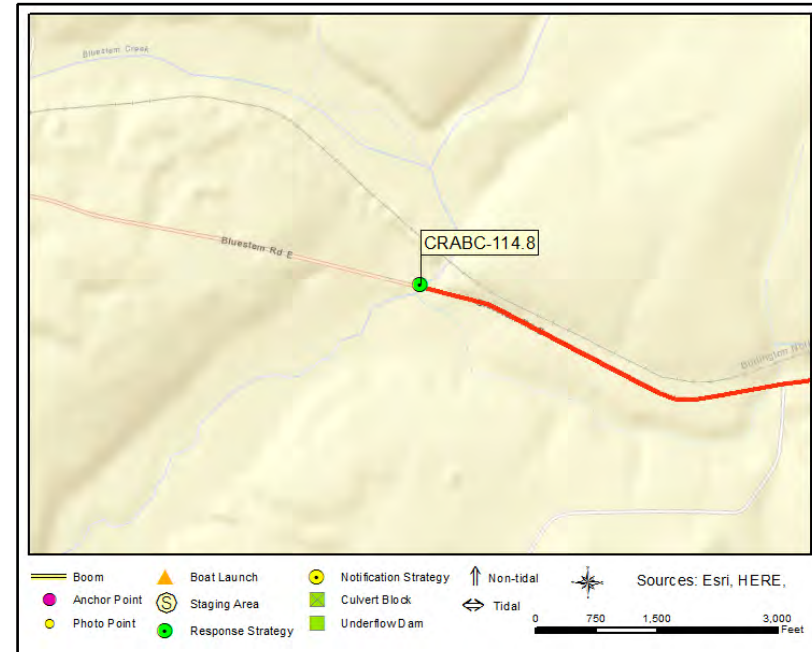 Bluestem Creek
CRABC-114.8
Bluestem Rd E
Boom
Boat Launch
Notification Strategy
Non-tidal
Sources: Esri, HERE,
Anchor Point
Staging Area
S
Culvert Block
Tidal
Photo Point
Response Strategy
Underflow Dam
0 750 1,500 3,000
Feet